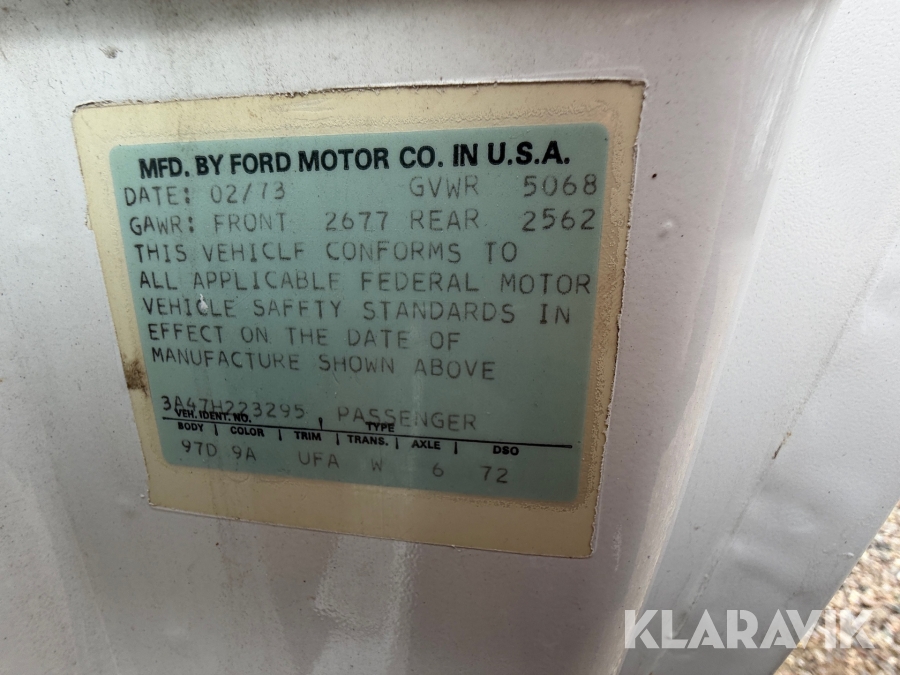 MFD. BY FORD MOTOR CO. IN U.S.A.
DATE: 02/73 GVWR 5068
GAWR: FRONT 2677 REAR 2562
THIS VEHICLF CONFORMS TO
ALL APPLICABLE FEDERAL MOTOR
VEHICLE SAFFTY STANDARDS IN
EFFECT ON THE DATE OF
MANUFACTURE SHOWN ABOVE
3A47H223295 , PASSENGER
VEH. IDENT. NO. TYPE
BODY | COLOR | TRIM | TRANS. | AXLE | DSO
97D 9A UFA W 6 72
KLARAVIK